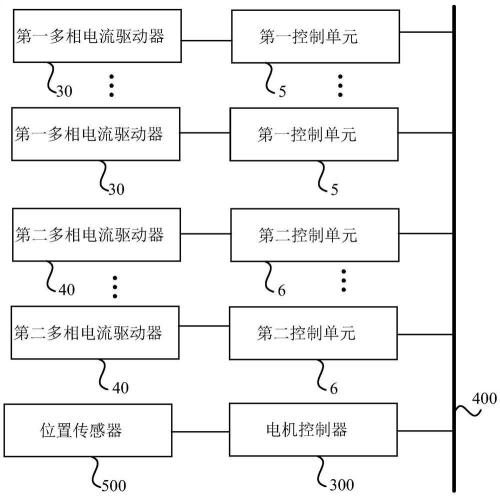 第一多相电流驱动器 第一控制单元
30 5
第一多相电流驱动器 第一控制单元
30 5
第二多相电流驱动器 第二控制单元
40 6
第二多相电流驱动器 第二控制单元
40 6
400
位置传感器 电机控制器
500 300